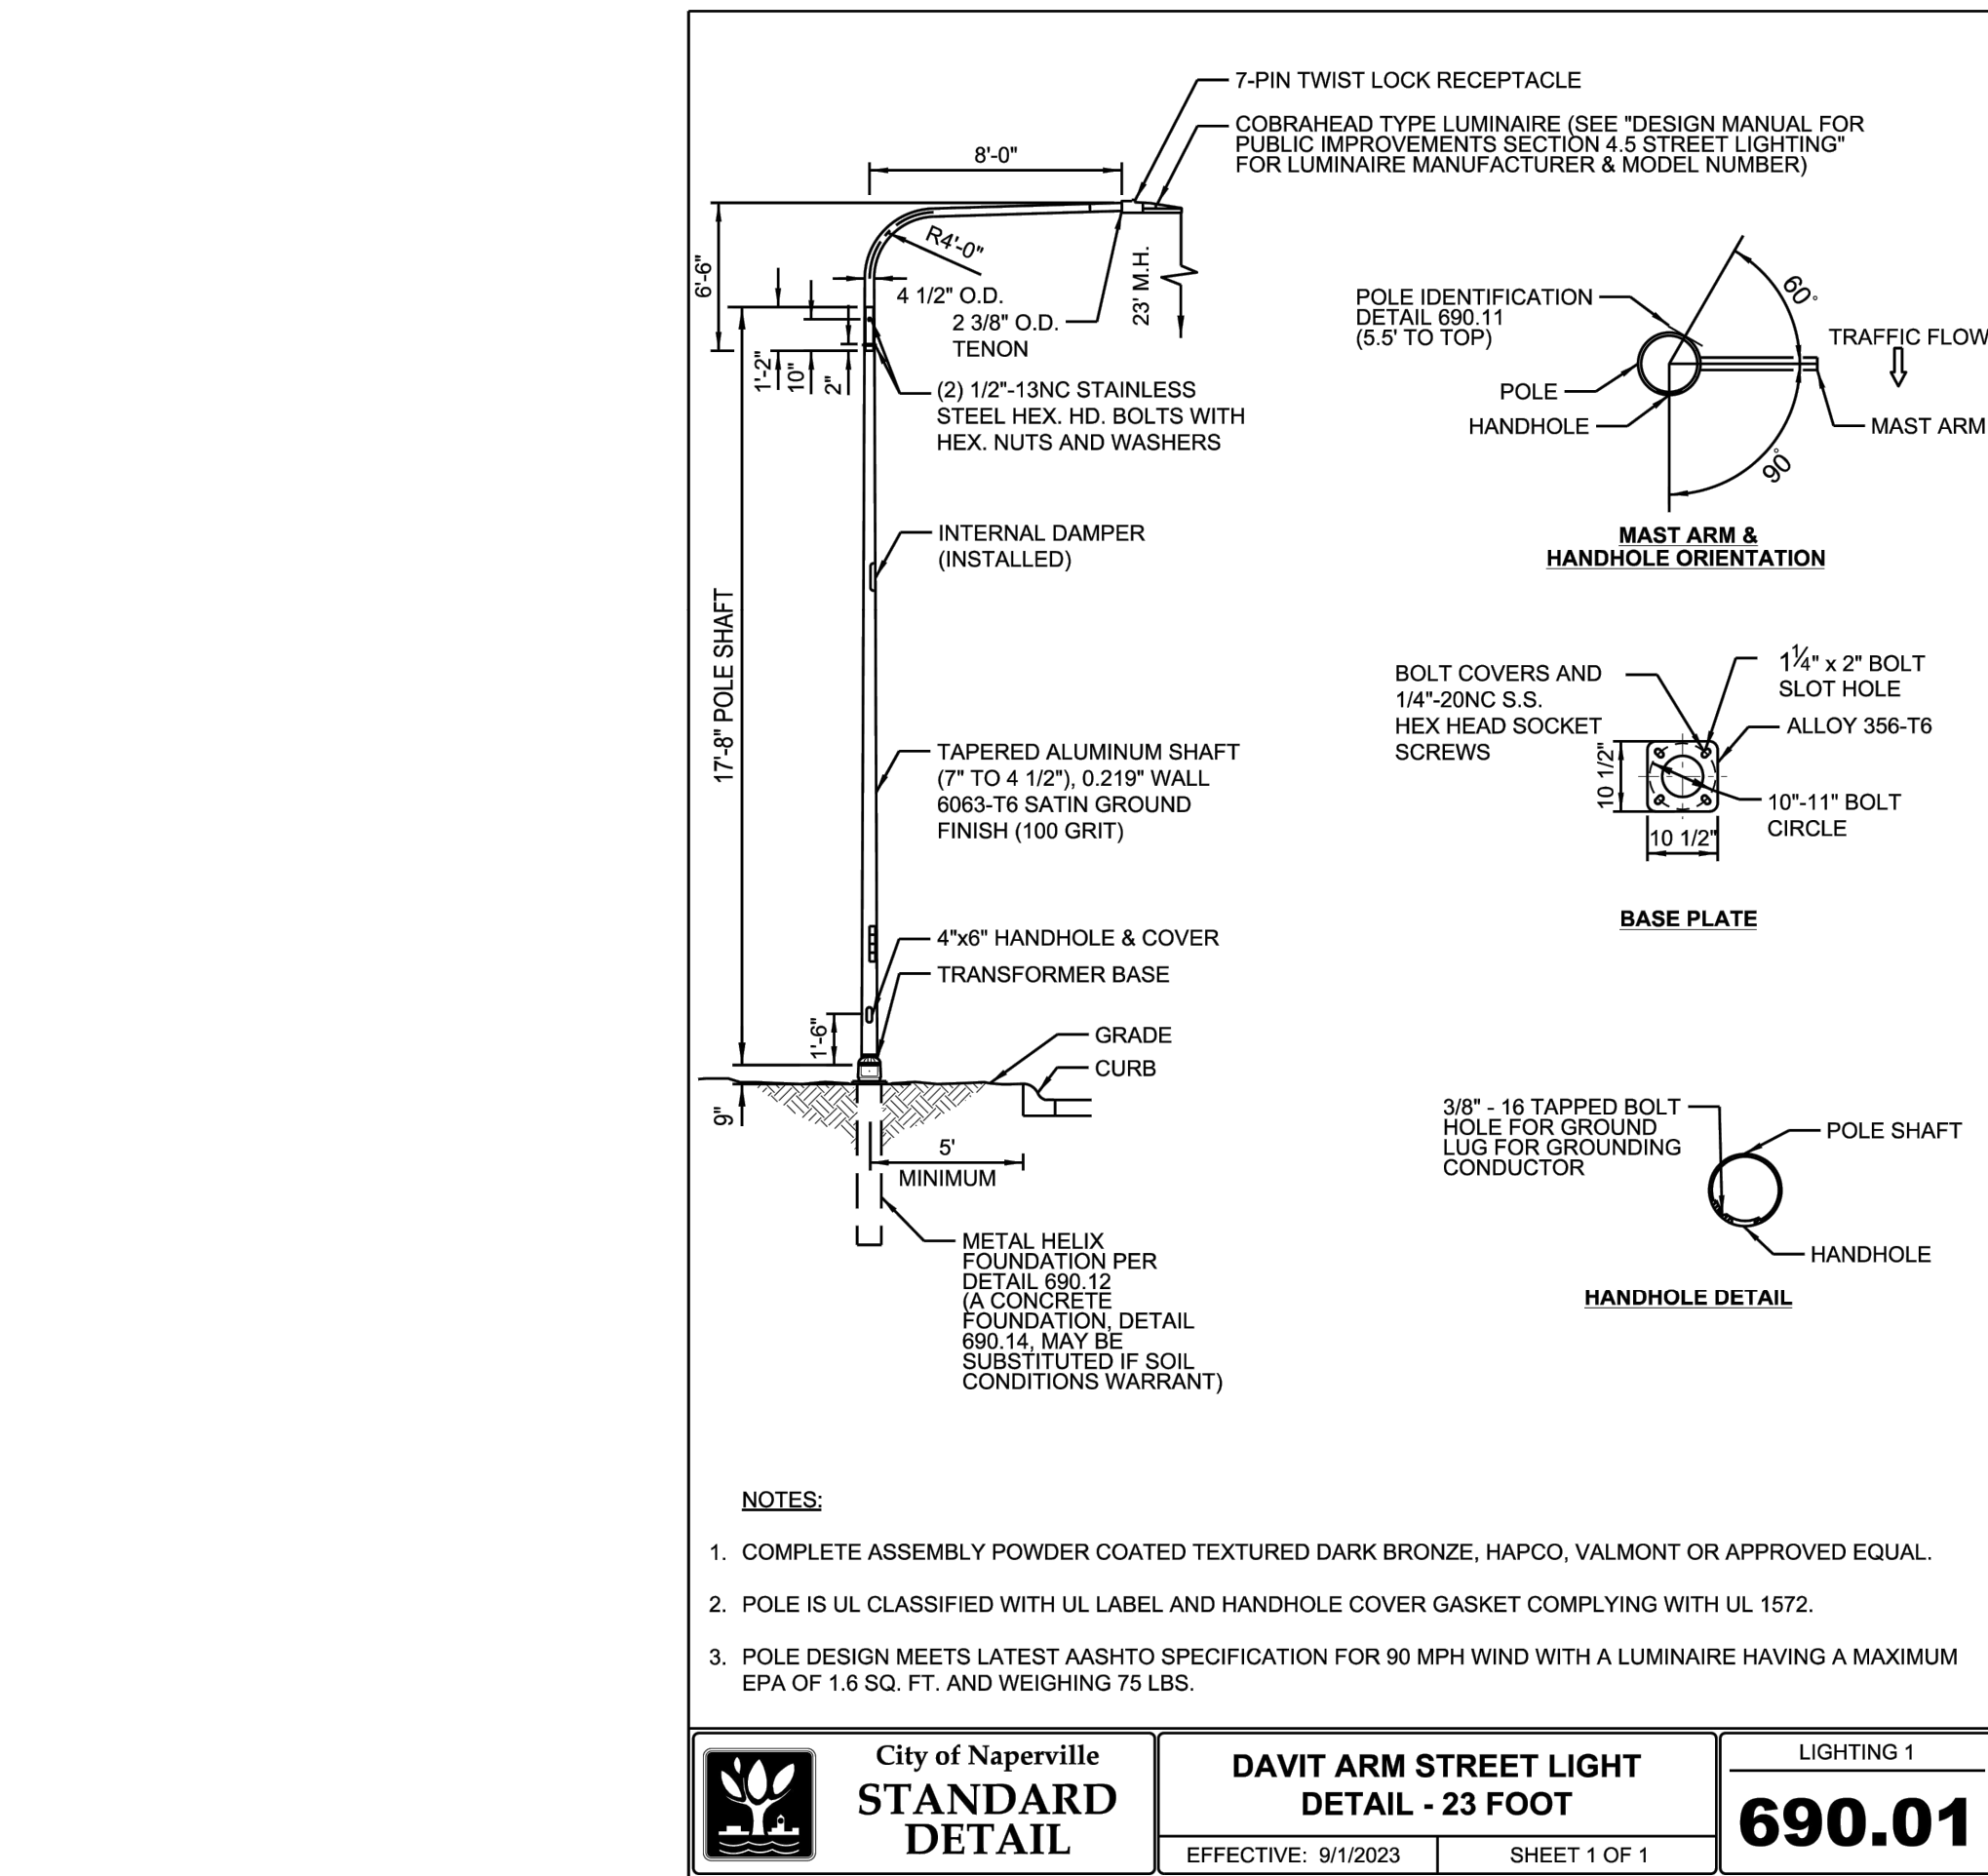 7-PIN TWIST LOCK RECEPTACLE
COBRAHEAD TYPE LUMINAIRE (SEE "DESIGN MANUAL FOR
PUBLIC IMPROVEMENTS SECTION 4.5 STREET LIGHTING"
FOR LUMINAIRE MANUFACTURER & MODEL NUMBER)
8'-0"
R4'-0"
6'-6"
4 1/2" O.D.
2 3/8" O.D.
TENON
23' M.H.
1'-2"
10"
2"
(2) 1/2"-13NC STAINLESS
STEEL HEX. HD. BOLTS WITH
HEX. NUTS AND WASHERS
INTERNAL DAMPER
(INSTALLED)
17'-8" POLE SHAFT
TAPERED ALUMINUM SHAFT
(7" TO 4 1/2"), 0.219" WALL
6063-T6 SATIN GROUND
FINISH (100 GRIT)
4"x6" HANDHOLE & COVER
TRANSFORMER BASE
1'-6"
GRADE
CURB
9"
5'
MINIMUM
METAL HELIX
FOUNDATION PER
DETAIL 690.12
(A CONCRETE
FOUNDATION, DETAIL
690.14, MAY BE
SUBSTITUTED IF SOIL
CONDITIONS WARRANT)
POLE IDENTIFICATION
DETAIL 690.11
(5.5' TO TOP)
60°
TRAFFIC FLOW
POLE
HANDHOLE
MAST ARM
90°
MAST ARM &
HANDHOLE ORIENTATION
BOLT COVERS AND
1/4"-20NC S.S.
HEX HEAD SOCKET
SCREWS
1¼" x 2" BOLT
SLOT HOLE
ALLOY 356-T6
10 1/2"
10"-11" BOLT
CIRCLE
10 1/2"
BASE PLATE
3/8" - 16 TAPPED BOLT
HOLE FOR GROUND
LUG FOR GROUNDING
CONDUCTOR
POLE SHAFT
HANDHOLE
HANDHOLE DETAIL
NOTES:
1. COMPLETE ASSEMBLY POWDER COATED TEXTURED DARK BRONZE, HAPCO, VALMONT OR APPROVED EQUAL.
2. POLE IS UL CLASSIFIED WITH UL LABEL AND HANDHOLE COVER GASKET COMPLYING WITH UL 1572.
3. POLE DESIGN MEETS LATEST AASHTO SPECIFICATION FOR 90 MPH WIND WITH A LUMINAIRE HAVING A MAXIMUM
EPA OF 1.6 SQ. FT. AND WEIGHING 75 LBS.
City of Naperville
STANDARD
DETAIL
DAVIT ARM STREET LIGHT
DETAIL - 23 FOOT
EFFECTIVE: 9/1/2023
SHEET 1 OF 1
LIGHTING 1
690.01